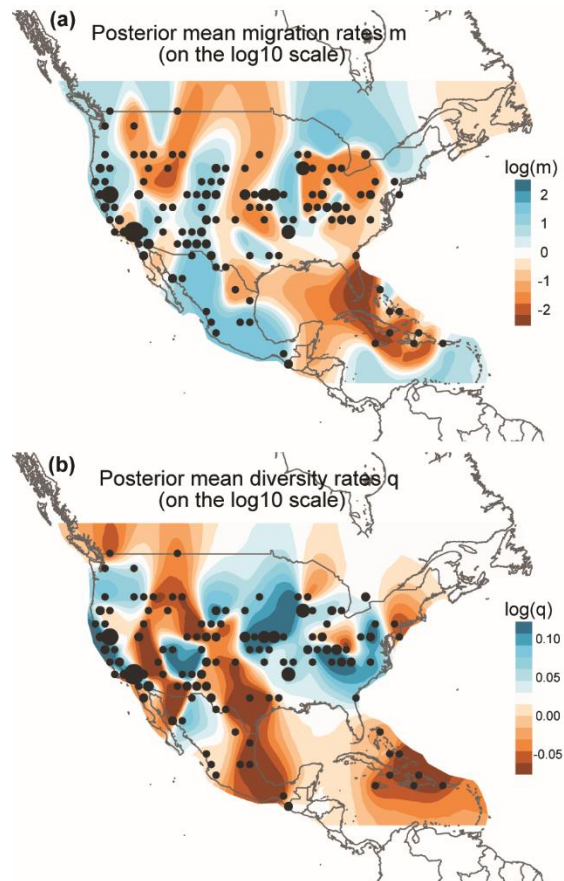 (a)
Posterior mean migration rates m
(on the log10 scale)
log(m)
2
1
0
-1
-2
(b)
Posterior mean diversity rates q
(on the log10 scale)
log(q)
0.10
0.05
0.00
-0.05